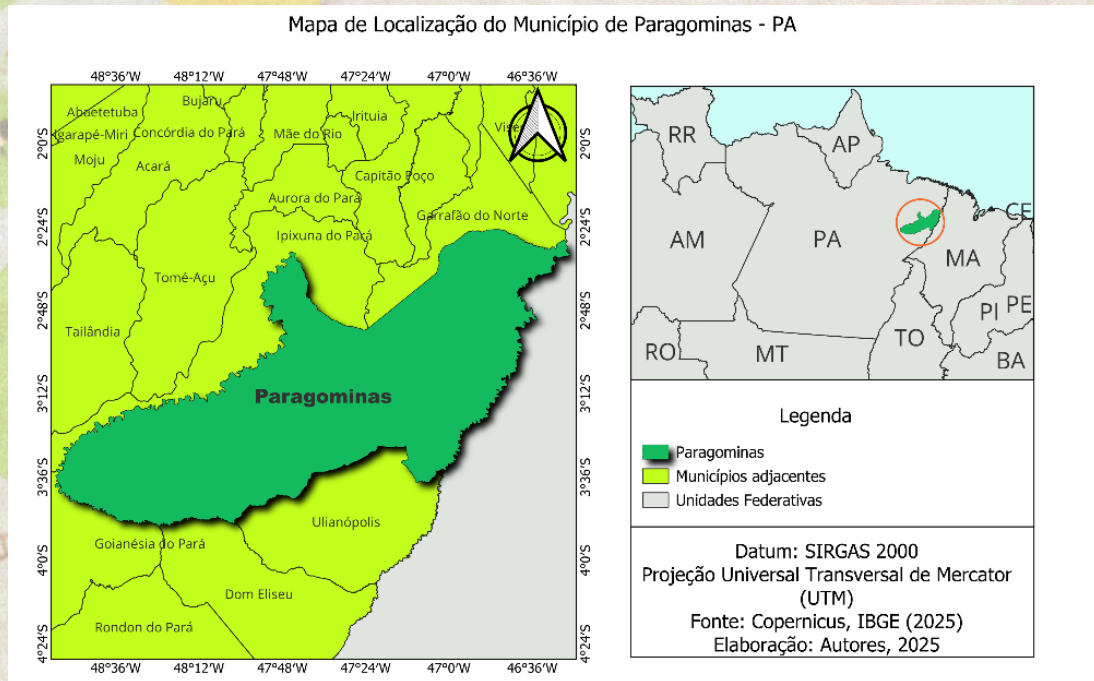 Mapa de Localização do Município de Paragominas - PA
48°36'W 48°12'W 47°48'W 47°24'W 47°0'W 46°36'W
2°0'S
2°24'S
2°48'S
3°12'S
3°36'S
4°0'S
4°24'S
Abaetetuba
Bujaru
Irituia
Igarapé-Miri
Concórdia do Pará
Mãe do Rio
Moju
Acará
Capitão Poço
Aurora do Pará
Garrafão do Norte
Ipixuna do Pará
Tomé-Açu
Tailândia
Paragominas
Ulianópolis
Goianésia do Pará
Dom Eliseu
Rondon do Pará
2°0'S
2°24'S
2°48'S
3°12'S
3°36'S
4°0'S
4°24'S
48°36'W 48°12'W 47°48'W 47°24'W 47°0'W 46°36'W
RR
AP
CE
AM
PA
MA
PI
PE
TO
RO
MT
BA
Legenda
Paragominas
Municípios adjacentes
Unidades Federativas
Datum: SIRGAS 2000
Projeção Universal Transversal de Mercator
(UTM)
Fonte: Copernicus, IBGE (2025)
Elaboração: Autores, 2025